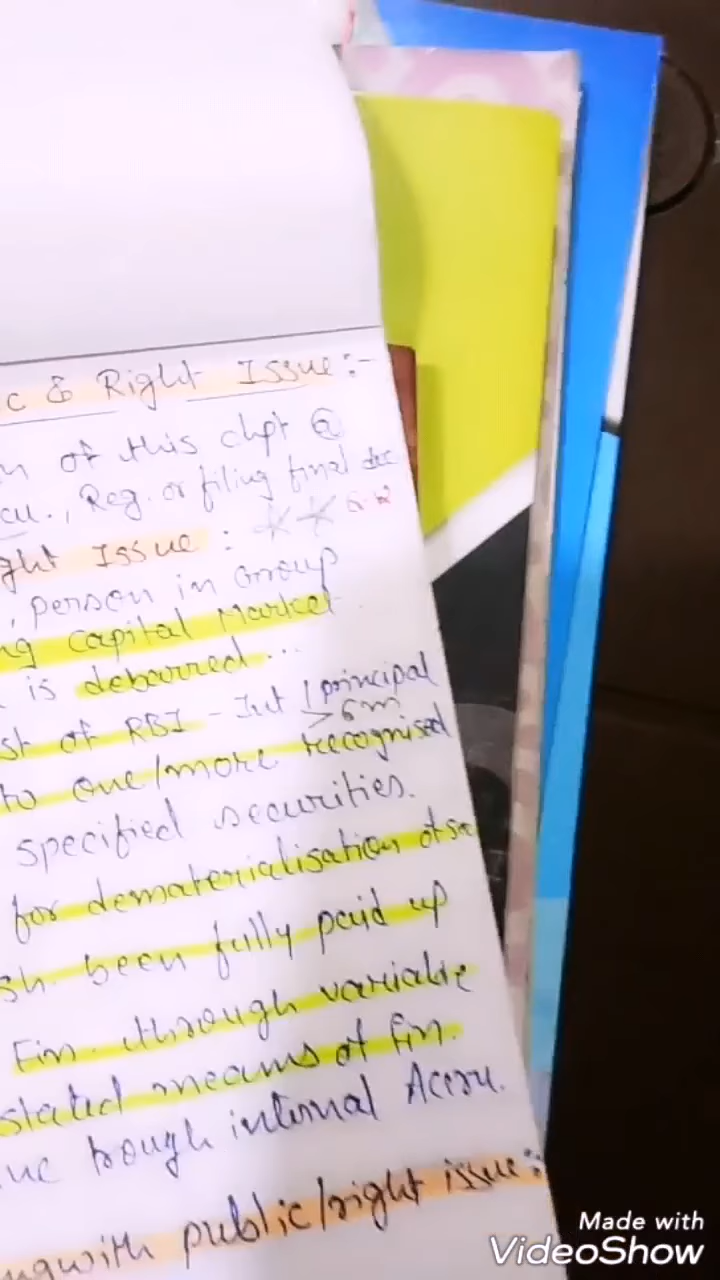 c & Right Issue :-
n of this chpt @
cu., Reg. or filing final doc
ght Issue :
, person in Group
ng capital Market
is debarred ...
st of RBI - Int / principal
> 6m
to one/more recognised
specified securities.
for dematerialisation of se
sh. been fully paid up
Fin. through variable
stated means of fin.
ue trough internal Accru.
ngwith public/right issue :-
Made with
VideoShow